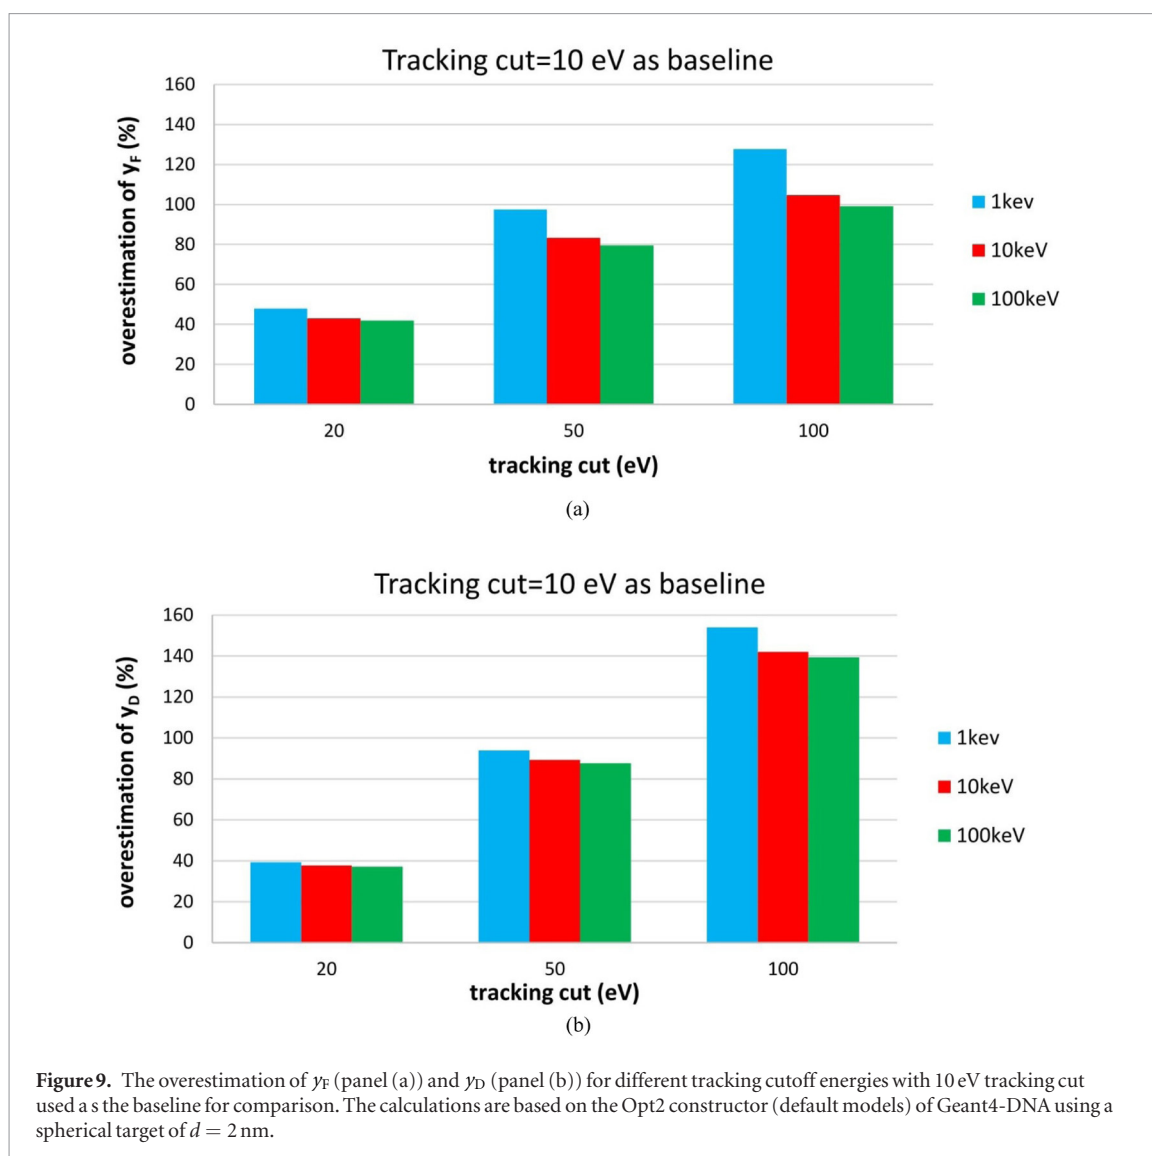 Tracking cut=10 eV as baseline
160
140
120
100
80
60
40
20
0
overestimation of yF (%)
20 50 100
tracking cut (eV)
1kev
10keV
100keV
(a)
Tracking cut=10 eV as baseline
160
140
120
100
80
60
40
20
0
overestimation of yD (%)
20 50 100
tracking cut (eV)
1kev
10keV
100keV
(b)
Figure 9. The overestimation of yF (panel (a)) and yD (panel (b)) for different tracking cutoff energies with 10 eV tracking cut
used a s the baseline for comparison. The calculations are based on the Opt2 constructor (default models) of Geant4-DNA using a
spherical target of d = 2 nm.